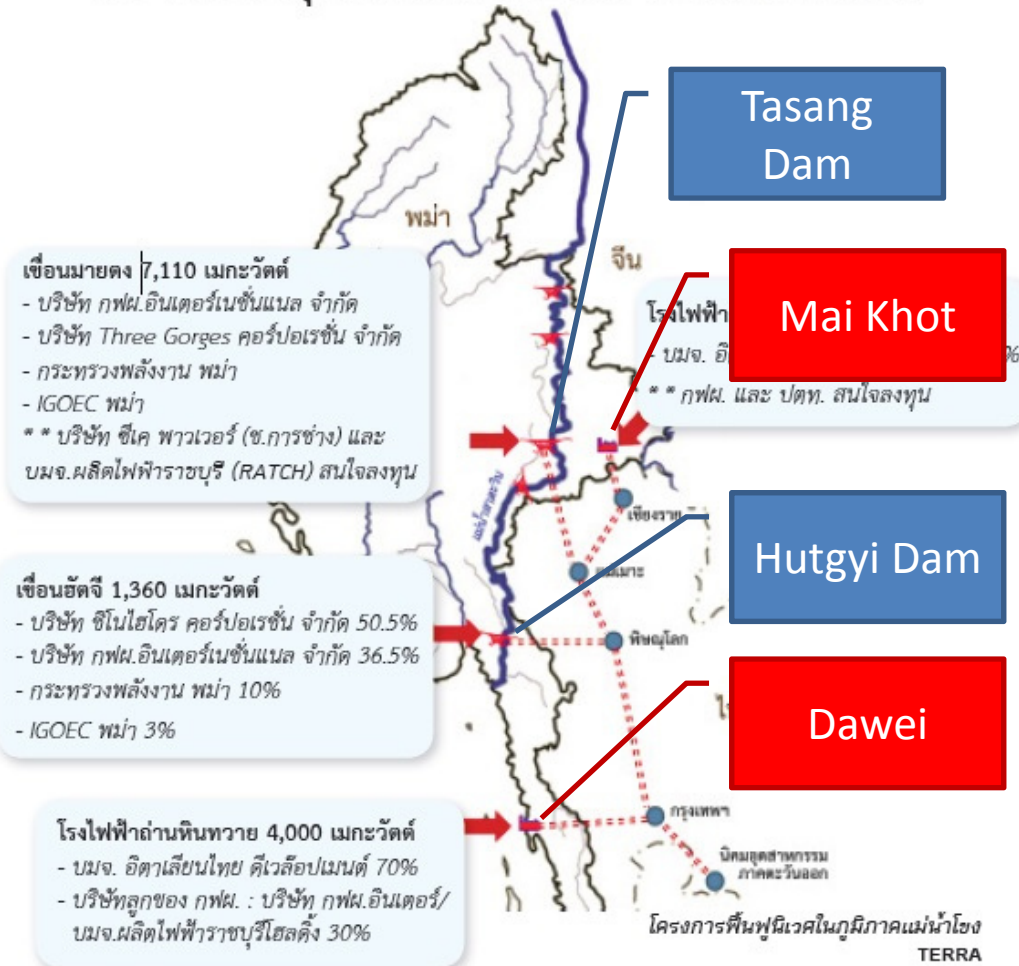 Tasang
Dam
พม่า
จีน
เขื่อนมายตง 7,110 เมกะวัตต์
- บริษัท กฟผ.อินเตอร์เนชั่นแนล จำกัด
- บริษัท Three Gorges คอร์ปอเรชั่น จำกัด
- กระทรวงพลังงาน พม่า
- IGOEC พม่า
* * บริษัท ซีเค พาวเวอร์ (ช.การช่าง) และ
บมจ.ผลิตไฟฟ้าราชบุรี (RATCH) สนใจลงทุน
Mai Khot
โรงไฟฟ้า
- บมจ.
%
* * กฟผ. และ ปตท. สนใจลงทุน
แม่น้ำสาละวิน
เชียงราย
Hutgyi Dam
เขื่อนฮัตจี 1,360 เมกะวัตต์
- บริษัท ซิโนไฮโดร คอร์ปอเรชั่น จำกัด 50.5%
- บริษัท กฟผ.อินเตอร์เนชั่นแนล จำกัด 36.5%
- กระทรวงพลังงาน พม่า 10%
- IGOEC พม่า 3%
พิษณุโลก
Dawei
โรงไฟฟ้าถ่านหินทวาย 4,000 เมกะวัตต์
- บมจ. อิตาเลียนไทย ดีเวล๊อปเมนต์ 70%
- บริษัทลูกของ กฟผ. : บริษัท กฟผ.อินเตอร์/
บมจ.ผลิตไฟฟ้าราชบุรีโฮลดิ้ง 30%
กรุงเทพฯ
นิคมอุตสาหกรรม
ภาคตะวันออก
โครงการฟื้นฟูนิเวศในภูมิภาคแม่น้ำโขง
TERRA